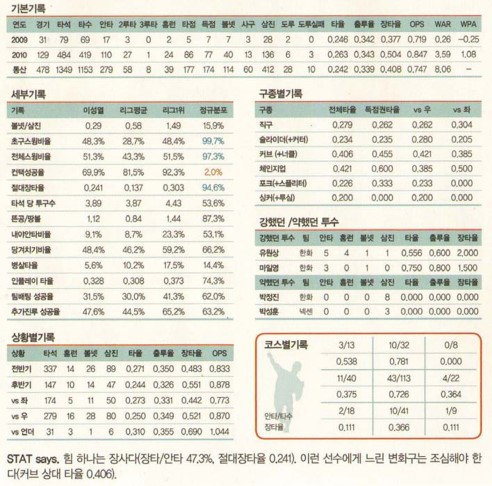 기본기록
연도 경기 타석 타수 안타 2루타 3루타 홈런 타점 득점 볼넷 사구 삼진 도루 도루실패 타율 출루율 장타율 OPS WAR WPA
2009 31 79 69 17 3 0 2 5 7 7 3 28 2 0 0.246 0.342 0.377 0.719 0.26 -0.25
2010 129 484 419 110 27 1 24 86 77 40 13 136 6 3 0.263 0.343 0.504 0.847 3.59 1.08
통산 478 1349 1153 279 58 8 39 177 174 114 60 412 28 10 0.242 0.339 0.408 0.747 8.06 -
세부기록
기록 이성열 리그평균 리그1위 정규분포
볼넷/삼진 0.29 0.58 1.49 15.9%
초구스윙비율 48.3% 28.7% 48.4% 99.7%
전체스윙비율 51.3% 43.3% 51.5% 97.3%
컨택성공율 69.9% 81.5% 92.3% 2.0%
절대장타율 0.241 0.137 0.303 94.6%
타석 당 투구수 3.89 3.87 4.43 53.6%
뜬공/땅볼 1.12 0.84 1.44 87.3%
내야안타비율 9.1% 8.7% 23.3% 53.1%
당겨치기비율 48.4% 46.2% 59.2% 66.2%
병살타율 5.6% 10.2% 17.5% 14.4%
인플레이 타율 0.328 0.308 0.373 74.3%
팀배팅 성공율 31.5% 30.0% 41.3% 62.0%
추가진루 성공율 47.6% 44.5% 65.2% 63.2%
상황별기록
상황 타석 홈런 볼넷 삼진 타율 출루율 장타율 OPS
전반기 337 14 26 89 0.271 0.350 0.483 0.833
후반기 147 10 14 47 0.244 0.326 0.551 0.878
vs 좌 174 5 11 50 0.273 0.331 0.442 0.773
vs 우 279 16 28 80 0.250 0.349 0.521 0.870
vs 언더 31 3 1 6 0.310 0.355 0.690 1.044
구종별기록
구종 전체타율 득점권타율 vs 우 vs 좌
직구 0.279 0.262 0.262 0.304
슬라이더(+커터) 0.234 0.235 0.280 0.205
커브 (+너클) 0.406 0.455 0.421 0.385
체인지업 0.421 0.600 0.385 0.500
포크(+스플리터) 0.226 0.333 0.233 0.000
싱커(+투심) 0.200 0.000 0.200 0.000
강했던 /약했던 투수
강했던 투수 팀 안타 홈런 볼넷 삼진 타율 출루율 장타율
유원상 한화 5 4 1 1 0.556 0.600 2.000
마일영 한화 3 0 1 0 0.750 0.800 1.500
약했던 투수 팀 안타 홈런 볼넷 삼진 타율 출루율 장타율
박정진 한화 0 0 0 8 0.000 0.000 0.000
박성훈 넥센 0 0 0 3 0.000 0.000 0.000
코스별기록
3/13 10/32 0/8
0.538 0.781 0.000
11/40 43/113 4/22
0.375 0.726 0.364
안타/타수 2/18 10/41 1/9
장타율 0.111 0.366 0.111
STAT says. 힘 하나는 장사다(장타/안타 47.3%, 절대장타율 0.241). 이런 선수에게 느린 변화구는 조심해야 한
다(커브 상대 타율 0.406).